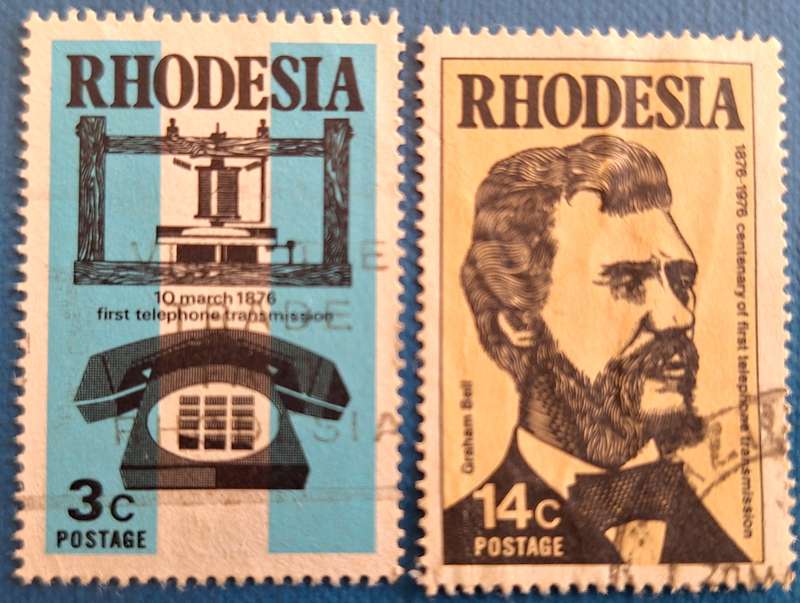 RHODESIA
10 march 1876
first telephone transmission
3c
POSTAGE
RHODESIA
1876-1976 centenary of first telephone transmission
Graham Bell
14c
POSTAGE